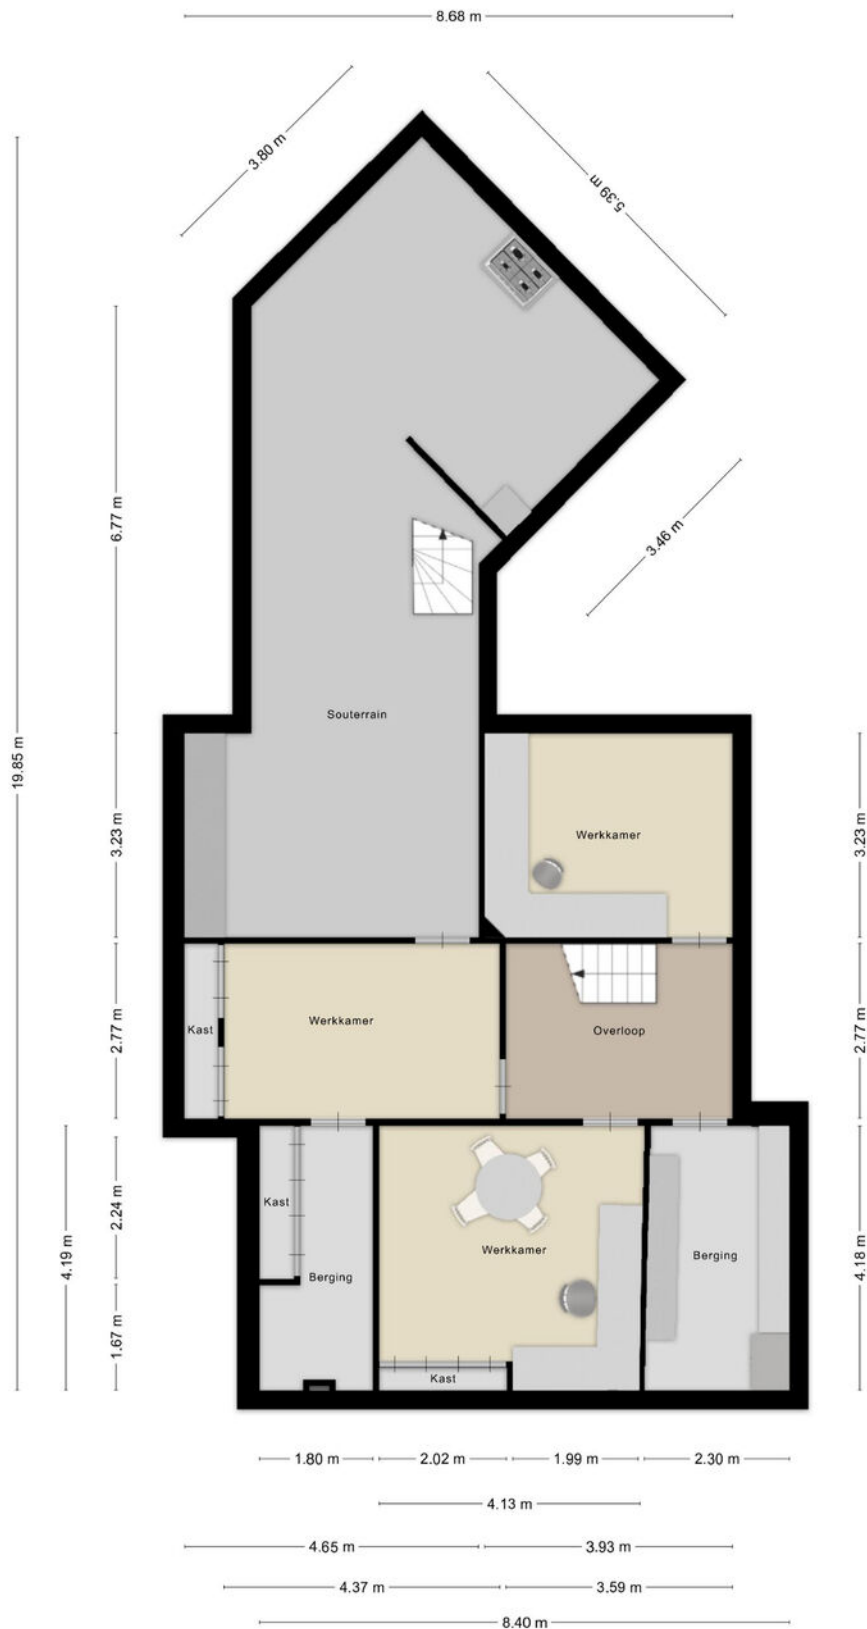 8.68 m
3.80 m
5.39 m
6.77 m
3.46 m
19.85 m
Souterrain
3.23 m
Werkkamer
3.23 m
Werkkamer
Kast
Overloop
2.77 m
2.77 m
Kast
2.24 m
4.19 m
Werkkamer
Berging
4.18 m
Berging
1.67 m
Kast
1.80 m
2.02 m
1.99 m
2.30 m
4.13 m
4.65 m
3.93 m
4.37 m
3.59 m
8.40 m